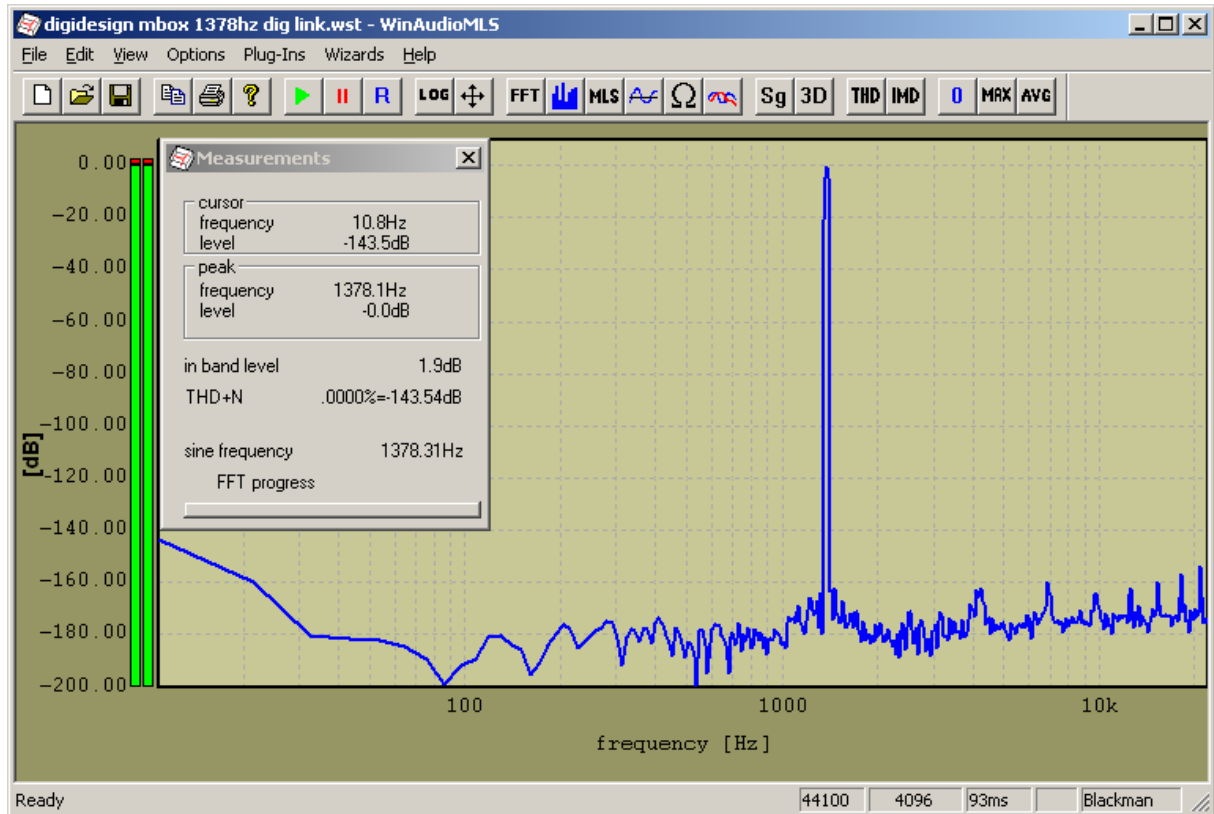 digidesign mbox 1378hz dig link.wst - WinAudioMLS
File Edit View Options Plug-Ins Wizards Help
R LOG FFT MLS Ω Sg 3D THD IMD 0 MAX AVG
Measurements
cursor
frequency 10.8Hz
level -143.5dB
peak
frequency 1378.1Hz
level -0.0dB
in band level 1.9dB
THD+N .0000%=-143.54dB
sine frequency 1378.31Hz
FFT progress
0.00
-20.00
-40.00
-60.00
-80.00
-100.00
-120.00
-140.00
-160.00
-180.00
-200.00
[dB]
100 1000 10k
frequency [Hz]
Ready 44100 4096 93ms Blackman